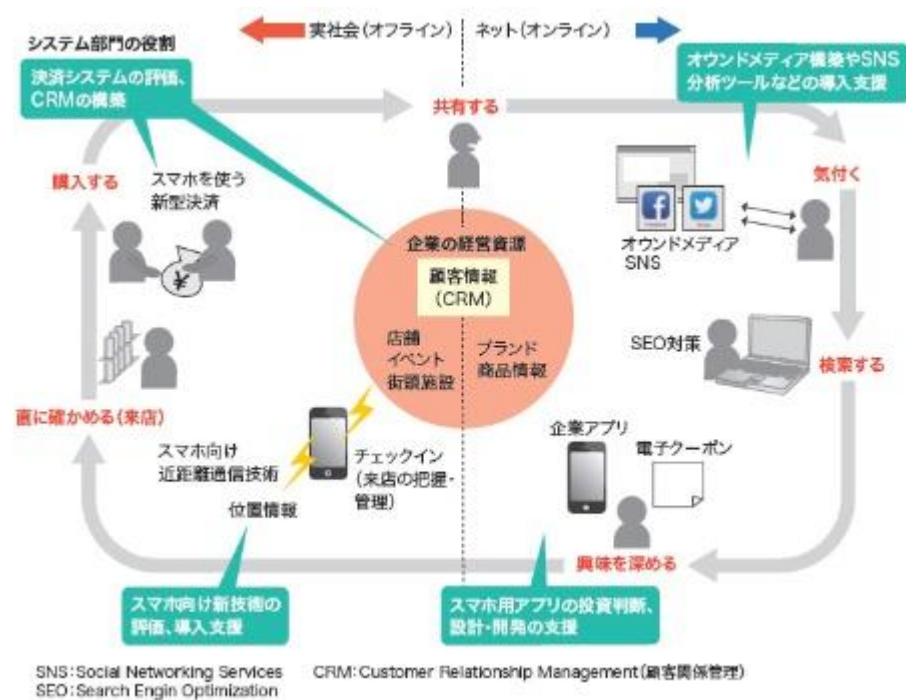 実社会(オフライン)
ネット(オンライン)
システム部門の役割
決済システムの評価、
CRMの構築
オウンドメディア構築やSNS
分析ツールなどの導入支援
共有する
気付く
購入する
スマホを使う
新型決済
¥
オウンドメディア
SNS
企業の経営資源
顧客情報
(CRM)
店舗
イベント
街頭施設
ブランド
商品情報
SEO対策
検索する
直に確かめる(来店)
スマホ向け
近距離通信技術
位置情報
チェックイン
(来店の把握・
管理)
企業アプリ
電子クーポン
興味を深める
スマホ向け新技術の
評価、導入支援
スマホ用アプリの投資判断、
設計・開発の支援
SNS:Social Networking Services
CRM:Customer Relationship Management(顧客関係管理)
SEO:Search Engin Optimization